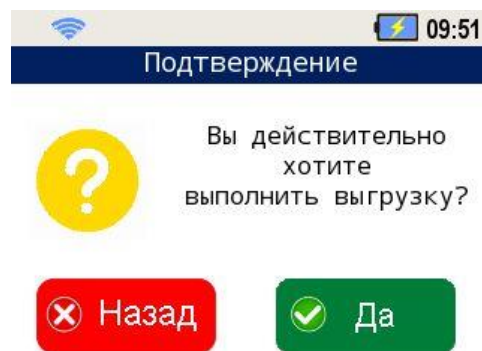 09:51
Подтверждение
Вы действительно
хотите
выполнить выгрузку?
Назад
Да